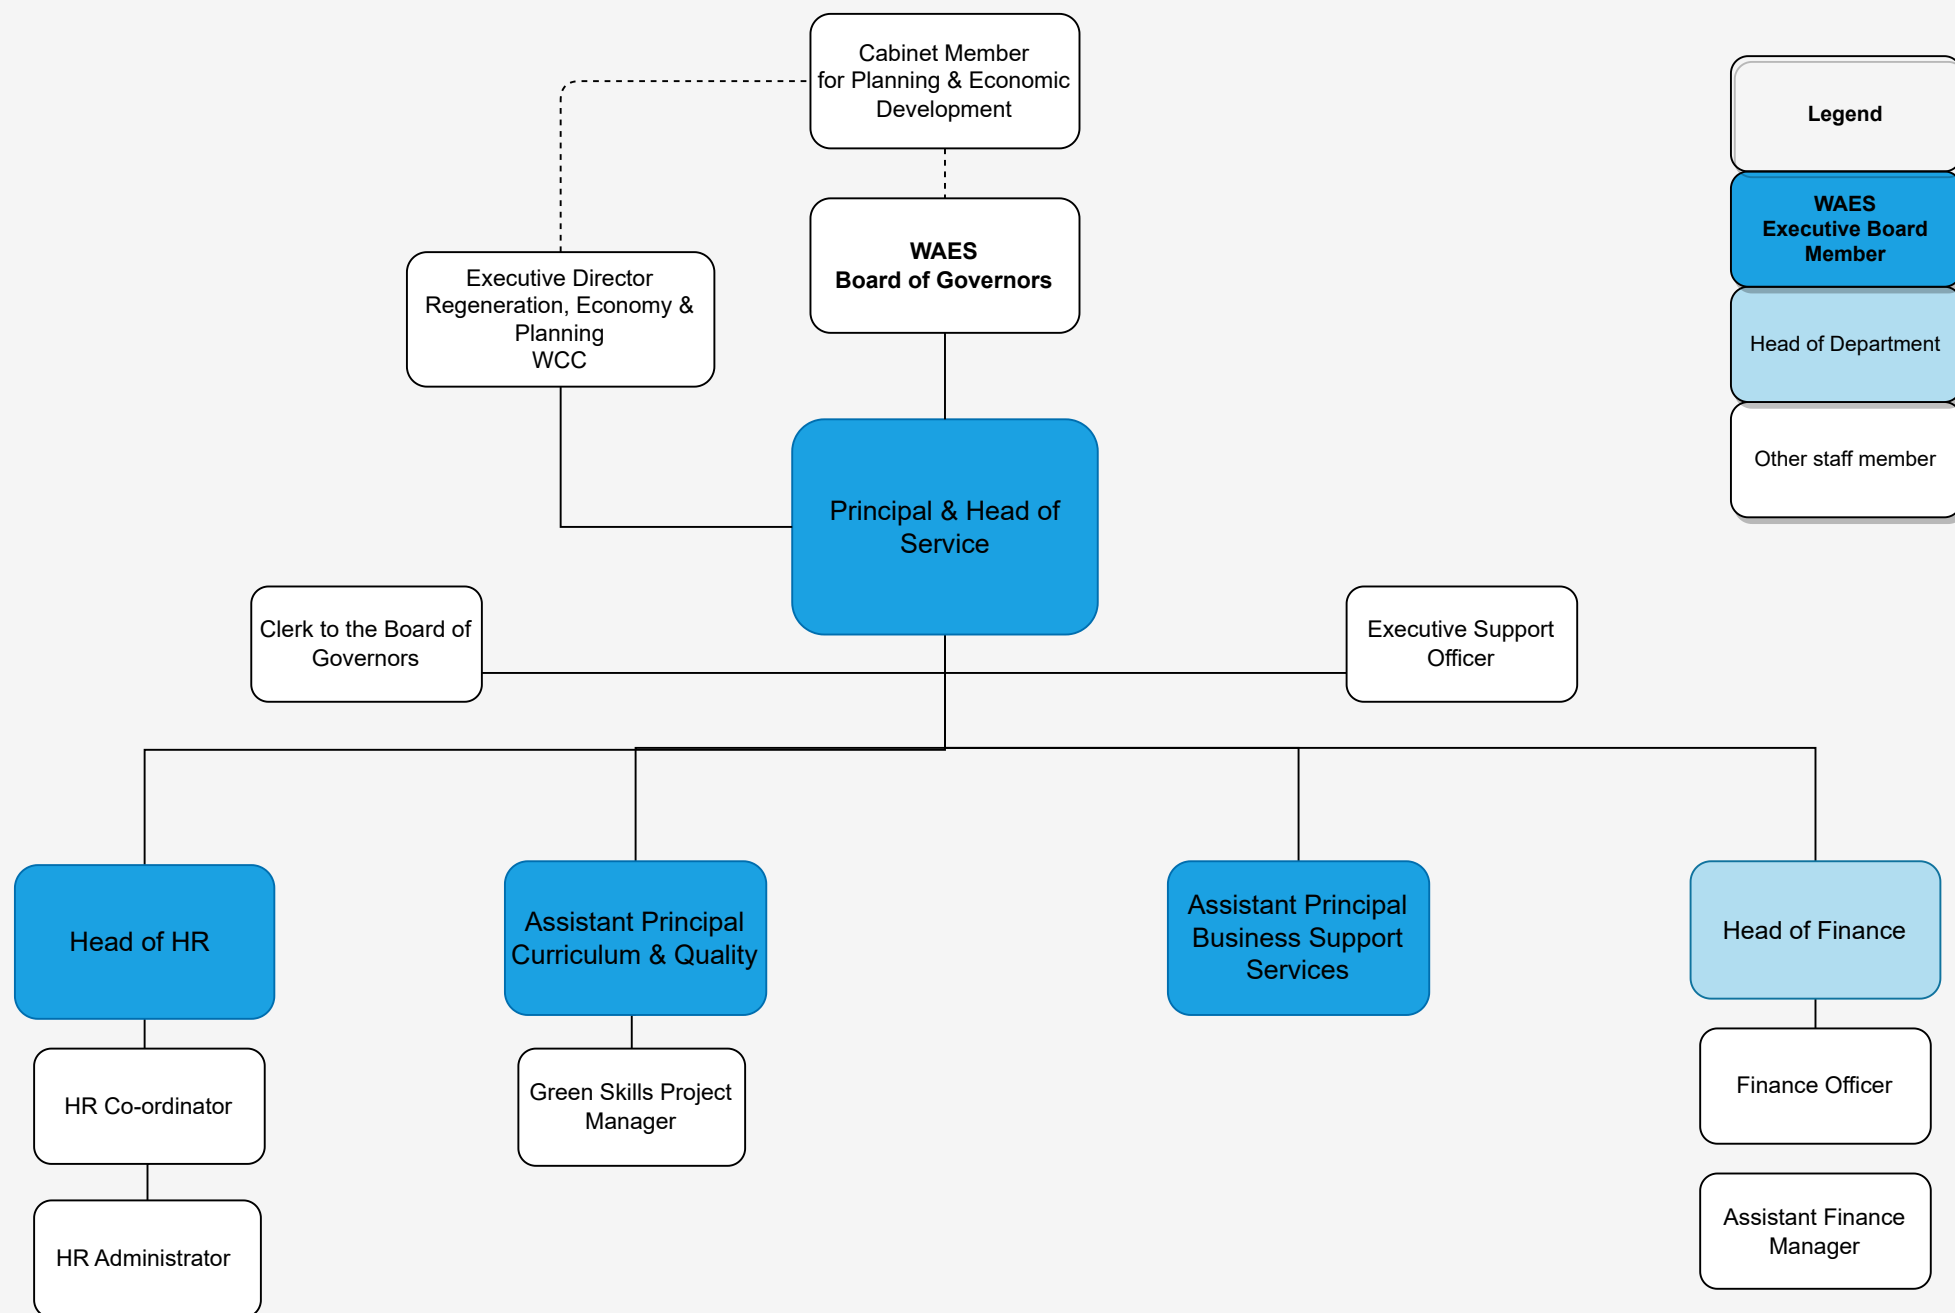 Cabinet Member
for Planning & Economic
Development
Legend
WAES
Executive Board
Member
Head of Department
Other staff member
WAES
Board of Governors
Executive Director
Regeneration, Economy &
Planning
WCC
Principal & Head of
Service
Clerk to the Board of
Governors
Executive Support
Officer
Head of HR
Assistant Principal
Curriculum & Quality
Assistant Principal
Business Support
Services
Head of Finance
HR Co-ordinator
Green Skills Project
Manager
Finance Officer
HR Administrator
Assistant Finance
Manager